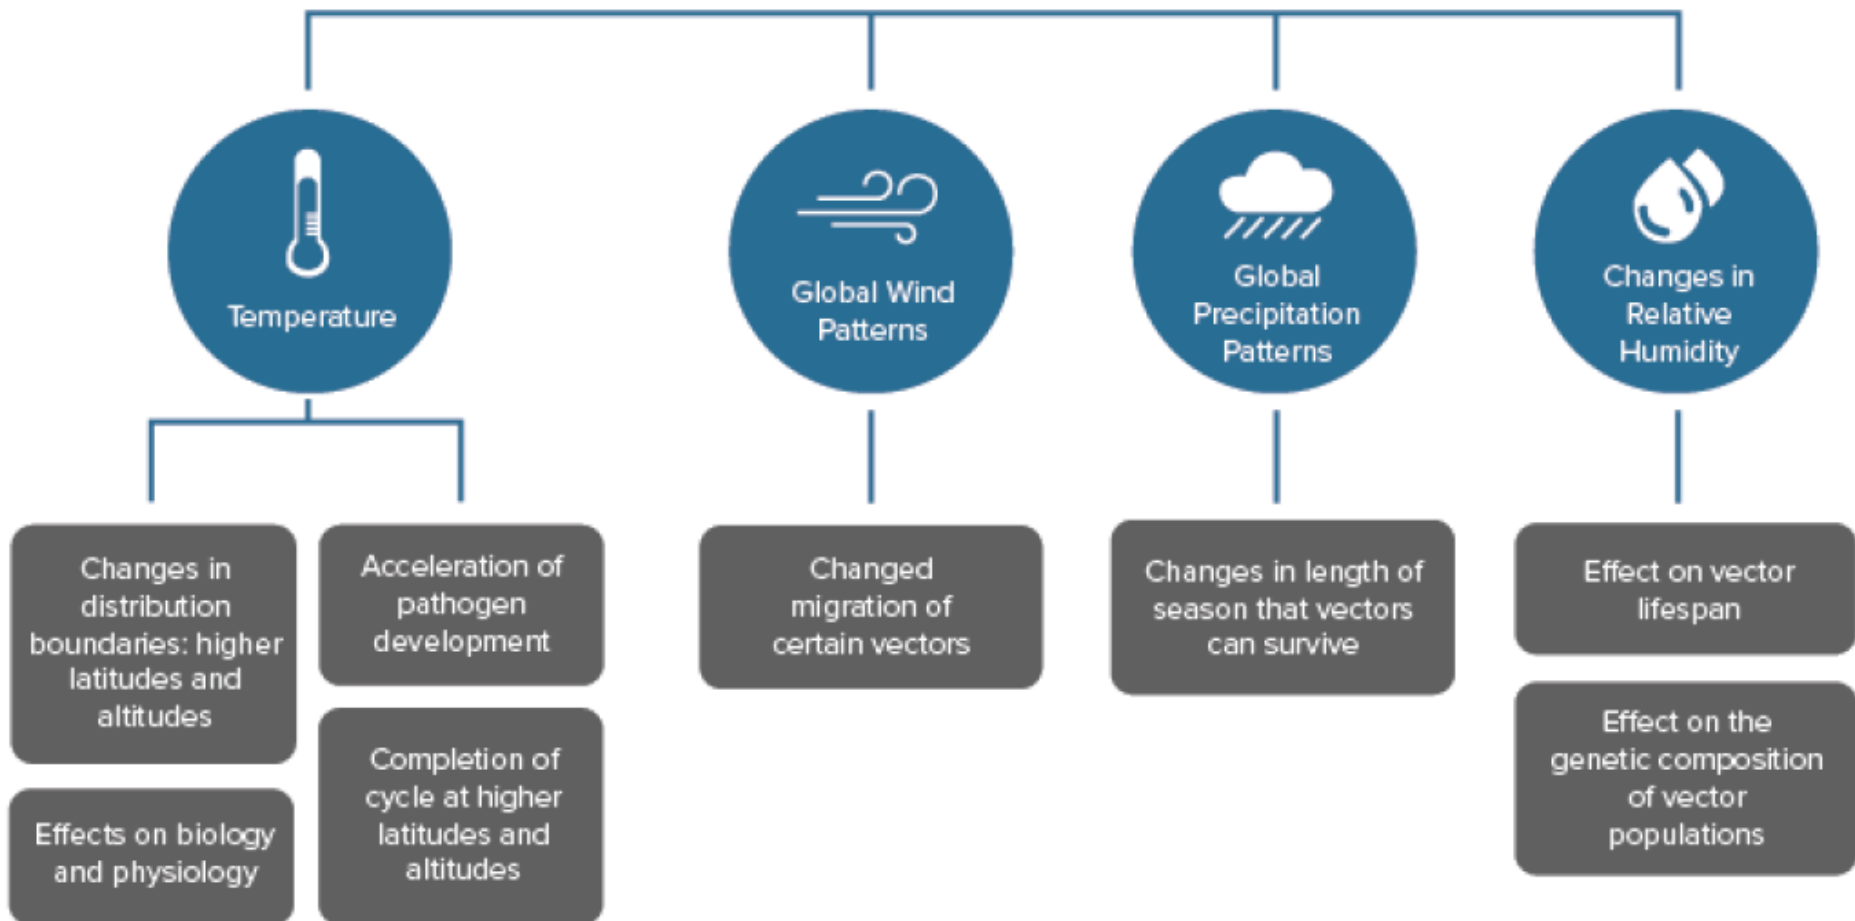 Temperature
Global Wind
Patterns
Global
Precipitation
Patterns
Changes in
Relative
Humidity
Changes in
distribution
boundaries: higher
latitudes and
altitudes
Effects on biology
and physiology
Acceleration of
pathogen
development
Completion of
cycle at higher
latitudes and
altitudes
Changed
migration of
certain vectors
Changes in length of
season that vectors
can survive
Effect on vector
lifespan
Effect on the
genetic composition
of vector
populations